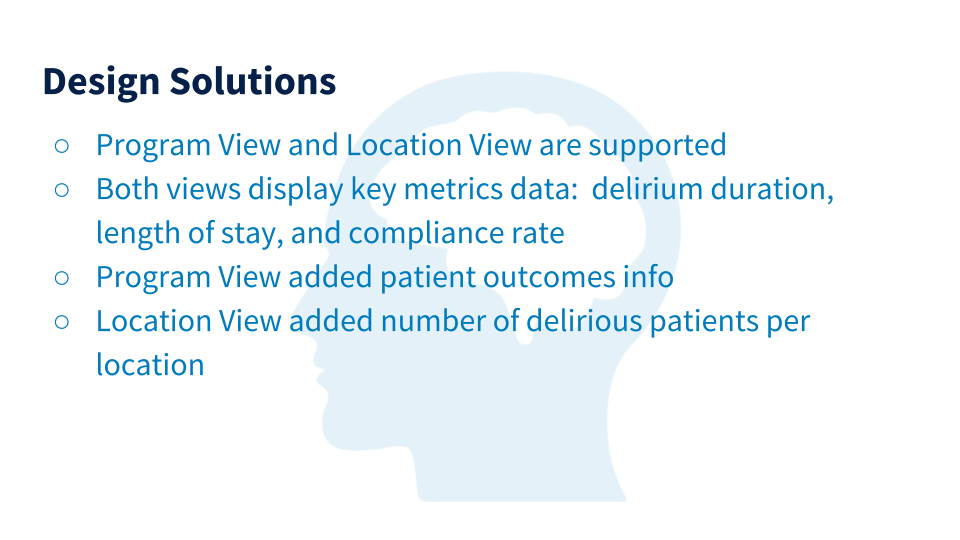 Design Solutions
○ Program View and Location View are supported
○ Both views display key metrics data:  delirium duration,
length of stay, and compliance rate
○ Program View added patient outcomes info
○ Location View added number of delirious patients per
location